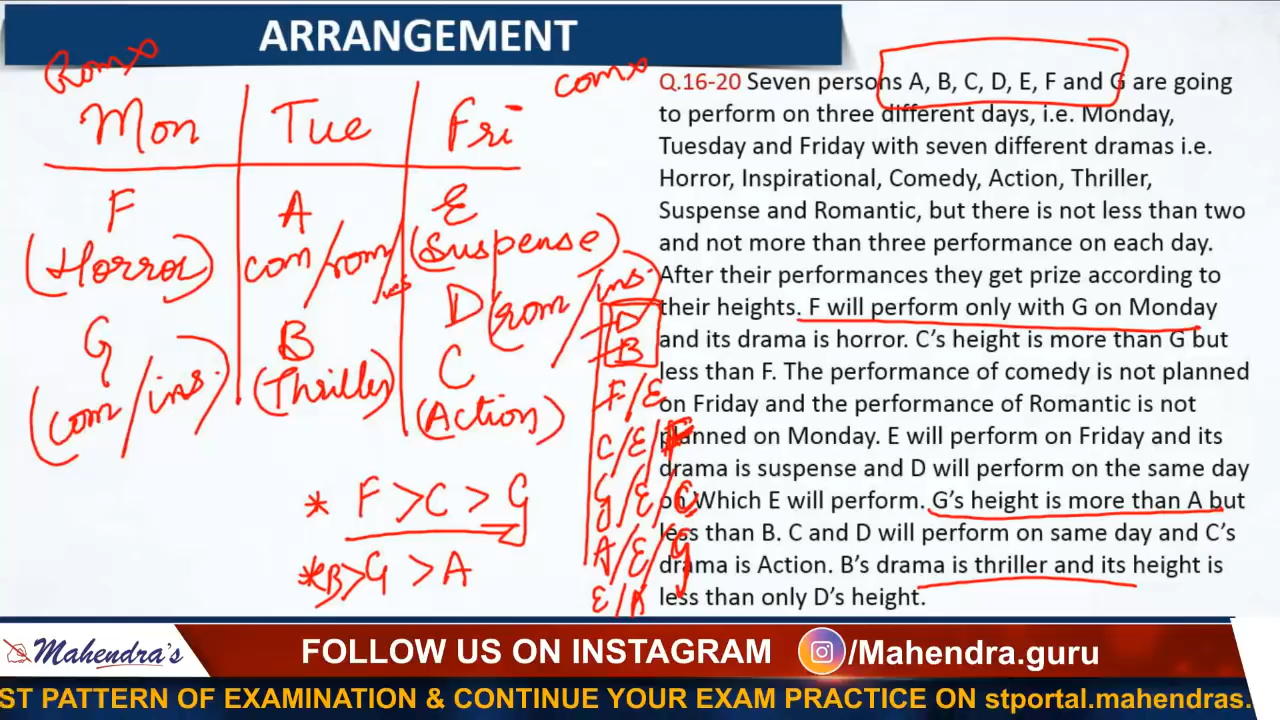 ARRANGEMENT
Rom x
com x
Mon Tue Fri
F A E
(Horror) com/rom/ins (Suspense)
D (rom/ins.)
G B C
(com/ins.) (Thriller) (Action)
D
B
F/E
C/E/F
G/E/C
A/E/G
E/A
* F > C > G
* B > G > A
Q.16-20 Seven persons A, B, C, D, E, F and G are going
to perform on three different days, i.e. Monday,
Tuesday and Friday with seven different dramas i.e.
Horror, Inspirational, Comedy, Action, Thriller,
Suspense and Romantic, but there is not less than two
and not more than three performance on each day.
After their performances they get prize according to
their heights. F will perform only with G on Monday
and its drama is horror. C's height is more than G but
less than F. The performance of comedy is not planned
on Friday and the performance of Romantic is not
planned on Monday. E will perform on Friday and its
drama is suspense and D will perform on the same day
on Which E will perform. G's height is more than A but
less than B. C and D will perform on same day and C's
drama is Action. B's drama is thriller and its height is
less than only D's height.
Mahendra's
FOLLOW US ON INSTAGRAM /Mahendra.guru
ST PATTERN OF EXAMINATION & CONTINUE YOUR EXAM PRACTICE ON stportal.mahendras.